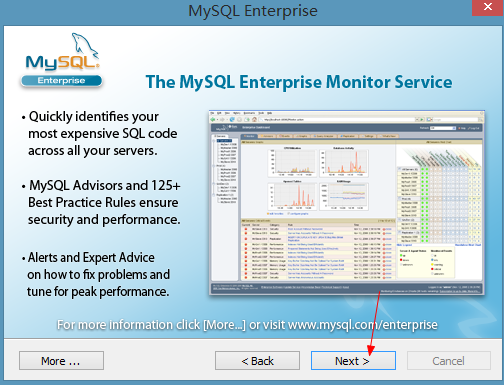 MySQL Enterprise
MySQL
Enterprise
The MySQL Enterprise Monitor Service
• Quickly identifies your
most expensive SQL code
across all your servers.
• MySQL Advisors and 125+
Best Practice Rules ensure
security and performance.
• Alerts and Expert Advice
on how to fix problems and
tune for peak performance.
For more information click [More...] or visit www.mysql.com/enterprise
More ...
< Back
Next >
Cancel